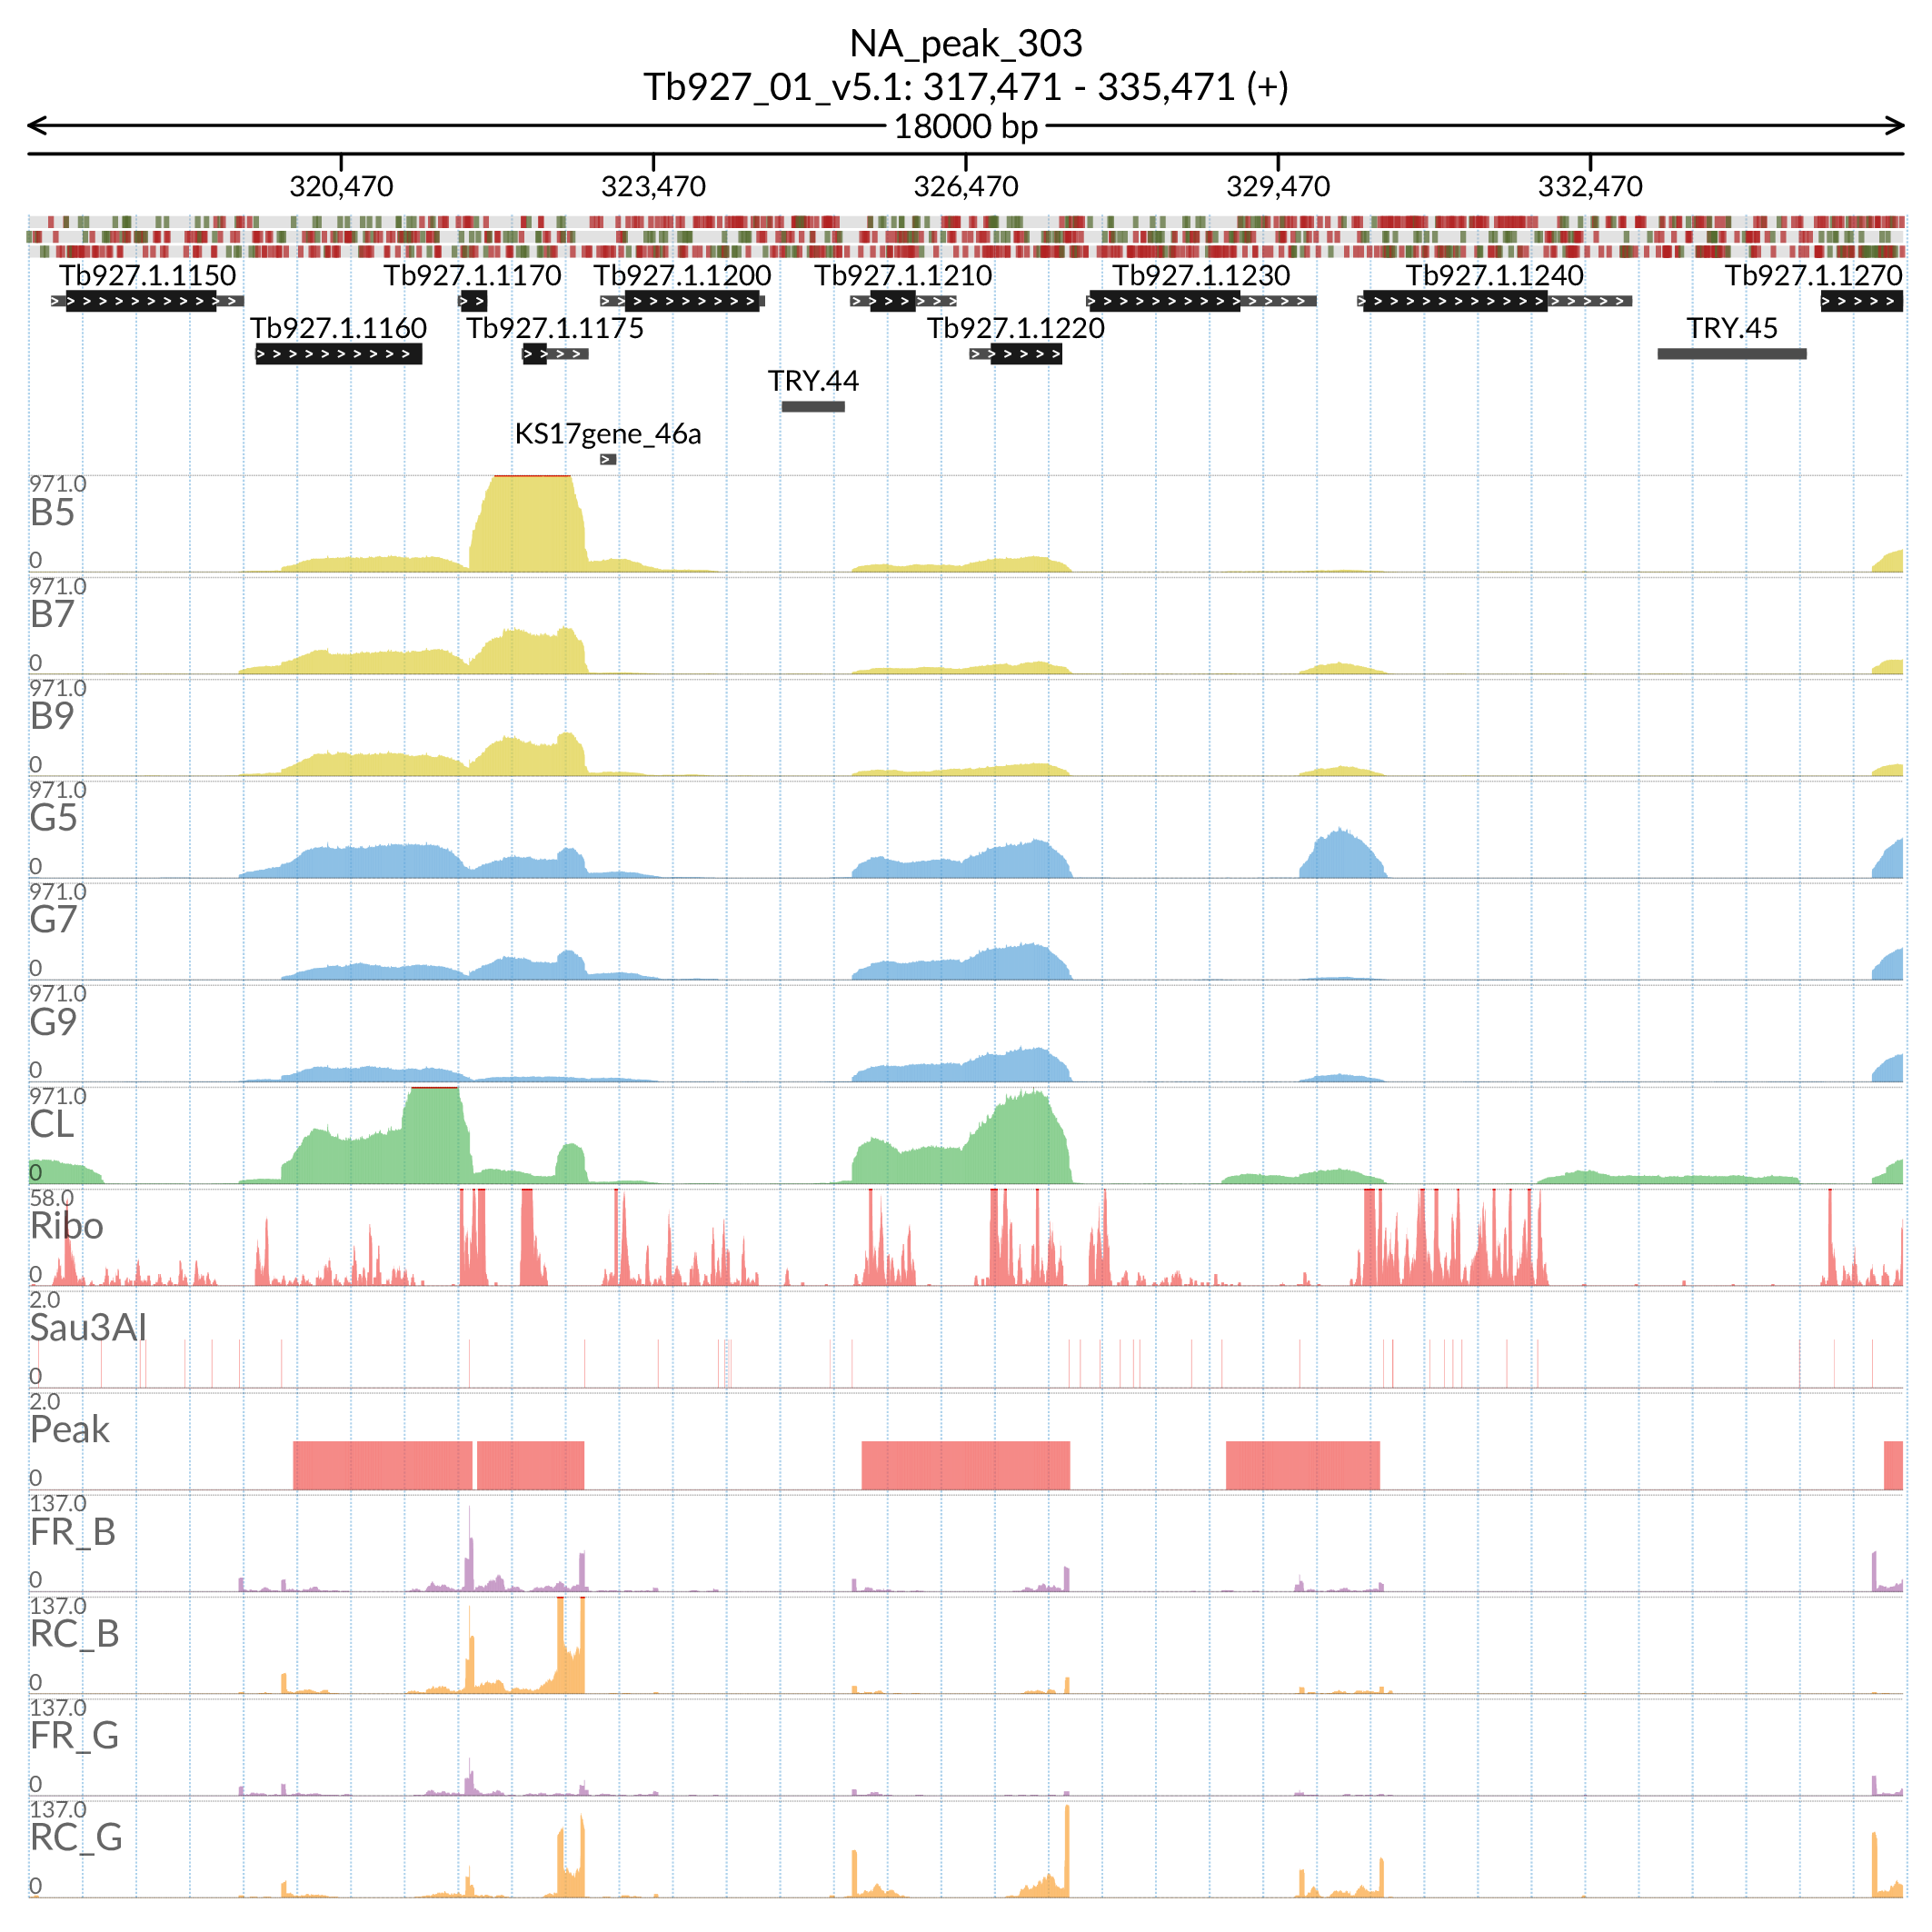 NA_peak_303
Tb927_01_v5.1: 317,471 - 335,471 (+)
18000 bp
320,470 323,470 326,470 329,470 332,470
Tb927.1.1150 Tb927.1.1170 Tb927.1.1200 Tb927.1.1210 Tb927.1.1230 Tb927.1.1240 Tb927.1.1270
Tb927.1.1160 Tb927.1.1175 Tb927.1.1220 TRY.45
TRY.44
KS17gene_46a
971.0
B5
0
971.0
B7
0
971.0
B9
0
971.0
G5
0
971.0
G7
0
971.0
G9
0
971.0
CL
0
58.0
Ribo
0
2.0
Sau3AI
0
2.0
Peak
0
137.0
FR_B
0
137.0
RC_B
0
137.0
FR_G
0
137.0
RC_G
0